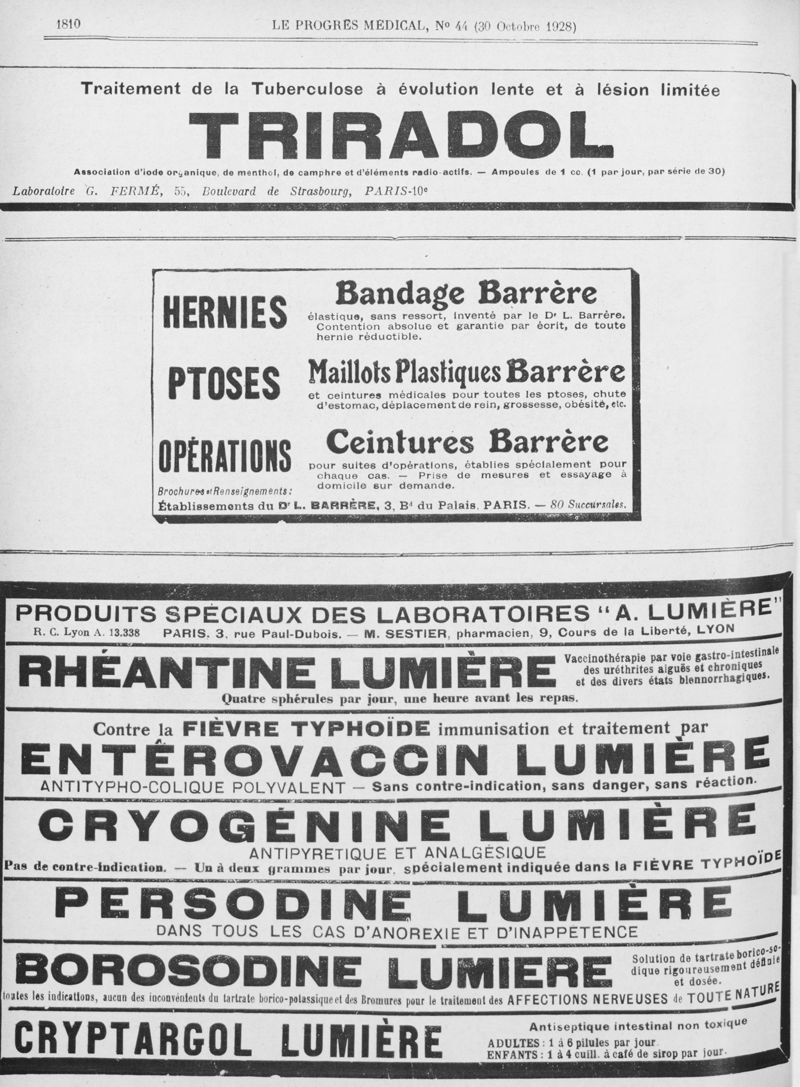 1810
LE PROGRÈS MÉDICAL, No 44 (30 Octobre 1928)
Traitement de la Tuberculose à évolution lente et à lésion limitée
TRIRADOL
Association d'iode organique, de menthol, de camphre et d'éléments radio-actifs. — Ampoules de 1 cc. (1 par jour, par série de 30)
Laboratoire G. FERMÉ, 55, Boulevard de Strasbourg, PARIS-10e
HERNIES
Bandage Barrère
élastique, sans ressort, inventé par le Dr L. Barrère.
Contention absolue et garantie par écrit, de toute
hernie réductible.
PTOSES
Maillots Plastiques Barrère
et ceintures médicales pour toutes les ptoses, chute
d'estomac, déplacement de rein, grossesse, obésité, etc.
OPÉRATIONS
Ceintures Barrère
pour suites d'opérations, établies spécialement pour
chaque cas. — Prise de mesures et essayage à
domicile sur demande.
Brochures et Renseignements :
Établissements du Dr L. BARRÈRE, 3, Bd du Palais, PARIS. — 80 Succursales.
PRODUITS SPÉCIAUX DES LABORATOIRES "A. LUMIÈRE"
R. C. Lyon A. 13.338 PARIS. 3, rue Paul-Dubois. — M. SESTIER, pharmacien, 9, Cours de la Liberté, LYON
RHÉANTINE LUMIÈRE
Vaccinothérapie par voie gastro-intestinale
des uréthrites aiguës et chroniques
et des divers états blennorrhagiques.
Quatre sphérules par jour, une heure avant les repas.
Contre la FIÈVRE TYPHOÏDE immunisation et traitement par
ENTÉROVACCIN LUMIÈRE
ANTITYPHO-COLIQUE POLYVALENT — Sans contre-indication, sans danger, sans réaction.
CRYOGÉNINE LUMIÈRE
ANTIPYRETIQUE ET ANALGÉSIQUE
Pas de contre-indication. — Un à deux grammes par jour, spécialement indiquée dans la FIÈVRE TYPHOÏDE
PERSODINE LUMIÈRE
DANS TOUS LES CAS D'ANOREXIE ET D'INAPPÉTENCE
BOROSODINE LUMIERE
Solution de tartrate borico-so-
dique rigoureusement définie
et dosée.
toutes les indications, aucun des inconvénients du tartrate borico-potassique et des Bromures pour le traitement des AFFECTIONS NERVEUSES de TOUTE NATURE
CRYPTARGOL LUMIÈRE
Antiseptique intestinal non toxique
ADULTES : 1 à 6 pilules par jour
ENFANTS : 1 à 4 cuill. à café de sirop par jour.